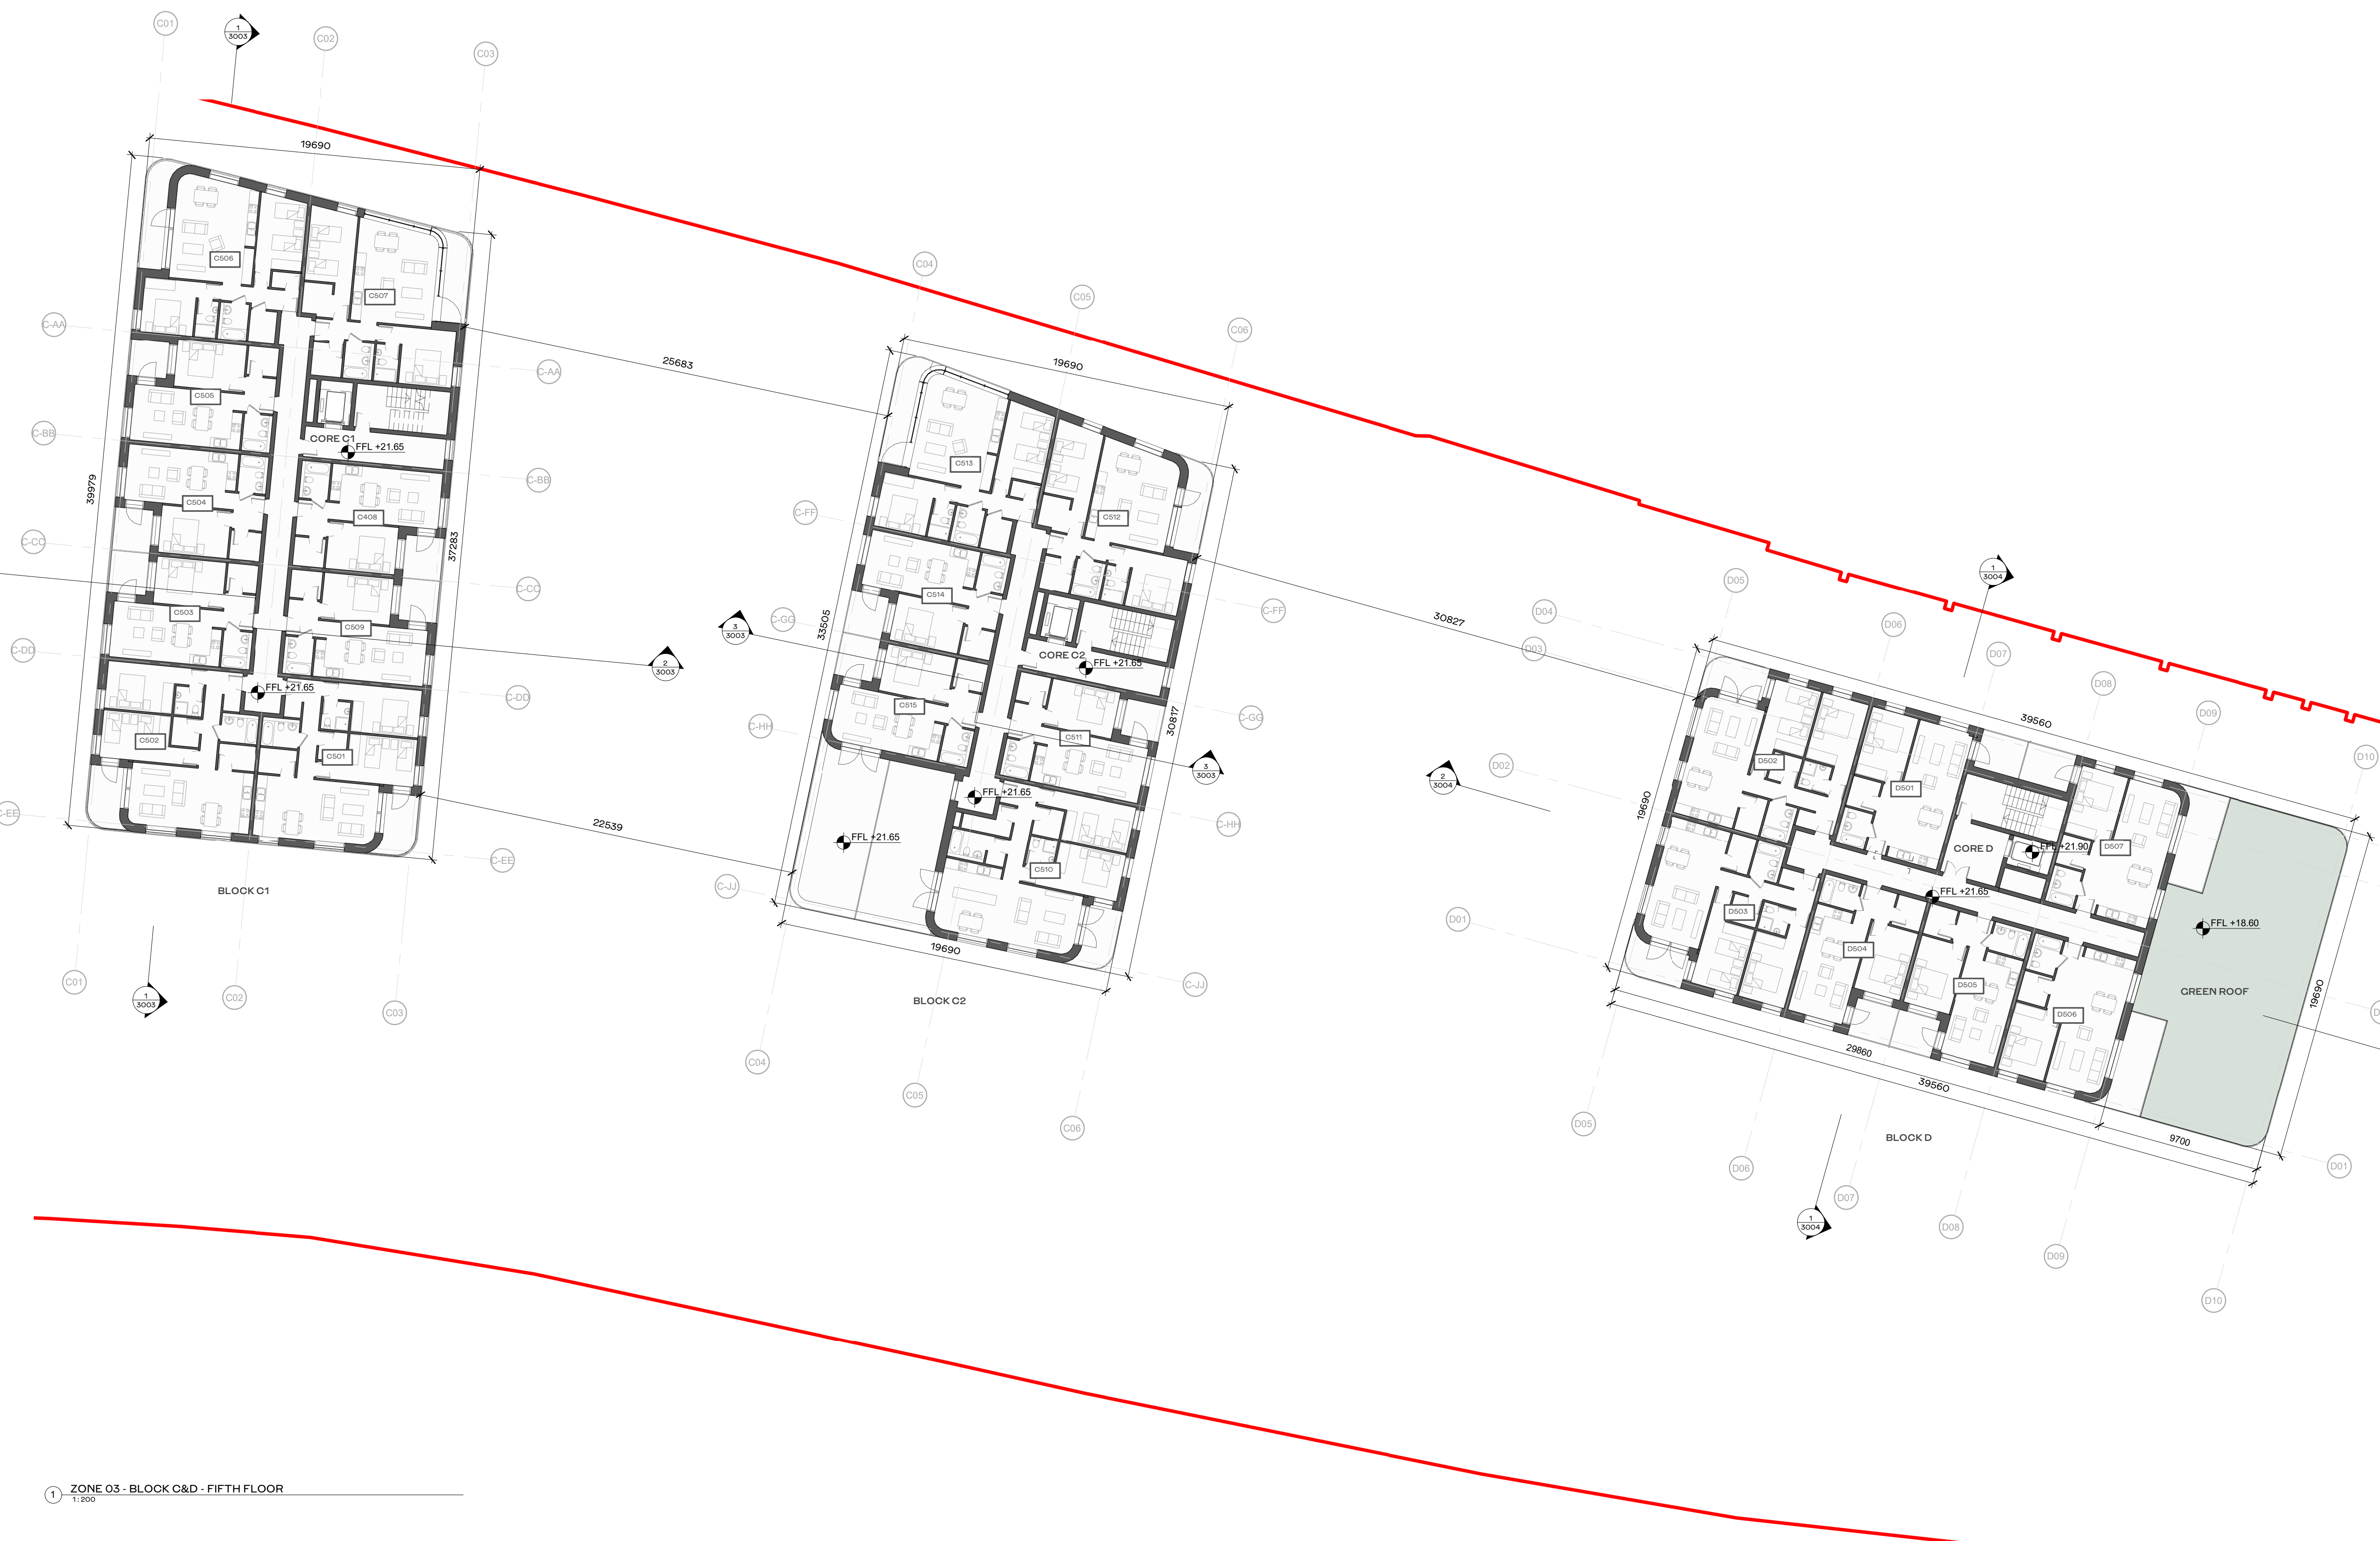 C01
1
3003
C02
C03
19690
C506
C507
C-AA
C-AA
C505
CORE C1
FFL +21.65
C-BB
C-BB
39979
C504
C408
37283
C-CC
C-CC
C503
C509
C-DD
C-DD
FFL +21.65
2
3003
C502
C501
C-EE
C-EE
BLOCK C1
C01
1
3003
C02
C03
25683
22539
C04
C05
C06
19690
C513
C512
C-FF
C-FF
C514
33505
3
3003
C-GG
C-GG
CORE C2
FFL +21.65
C515
C511
30817
C-HH
C-HH
3
3003
FFL +21.65
FFL +21.65
C510
C-JJ
C-JJ
19690
BLOCK C2
C04
C05
C06
30827
1
3004
D05
D04
D03
D06
D07
D08
D09
D10
39560
D02
2
3004
D502
D501
D507
19690
CORE D
FFL +21.90
FFL +21.65
D01
D503
D504
D505
D506
FFL +18.60
GREEN ROOF
19690
29860
39560
9700
BLOCK D
D05
D06
D07
D08
D09
D10
D01
1
3004
1
ZONE 03 - BLOCK C&D - FIFTH FLOOR
1 : 200